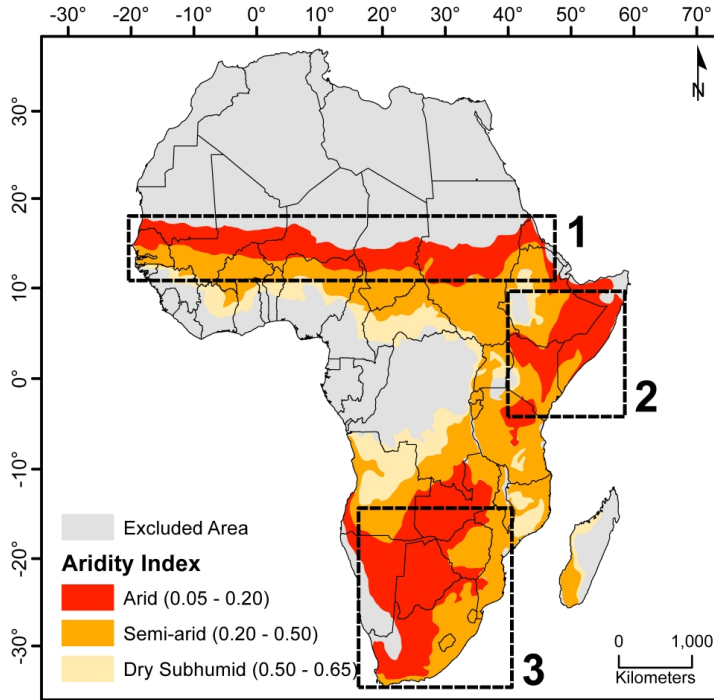 -30° -20° -10° 0° 10° 20° 30° 40° 50° 60° 70°
N
30°
20°
1
10°
0°
2
-10°
Excluded Area
Aridity Index
-20°
Arid (0.05 - 0.20)
Semi-arid (0.20 - 0.50)
-30°
Dry Subhumid (0.50 - 0.65)
3
0 1,000
Kilometers